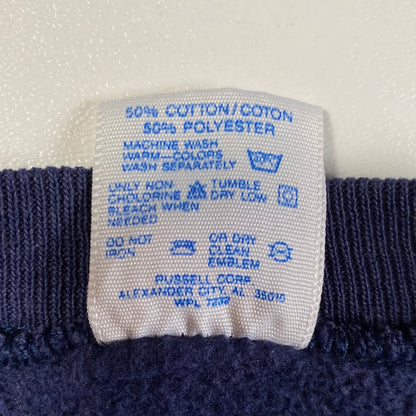 50% COTTON/COTON
50% POLYESTER
MACHINE WASH
WARM-COLORS
WASH SEPARATELY
ONLY NON TUMBLE
CHOLORINE DRY LOW
BLEACH WHEN
NEEDED
DO NOT OR DRY
IRON CLEAN
EMBLEM
RUSSELL CORP.
ALEXANDER CITY, AL 35010
WPL 7232